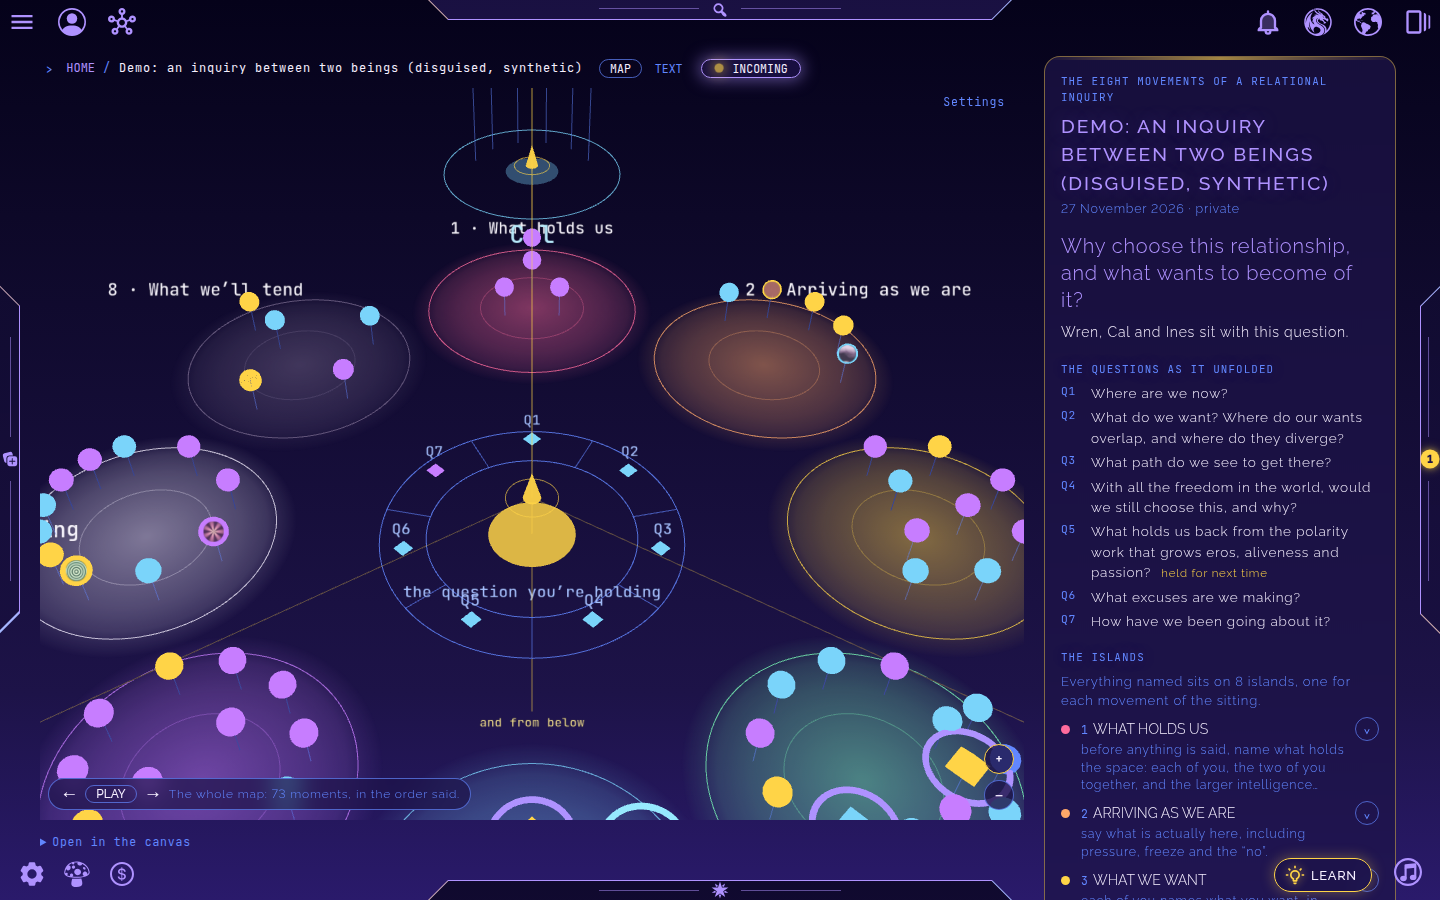 HOME / Demo: an inquiry between two beings (disguised, synthetic) MAP TEXT INCOMING
Settings
1 · What holds us
8 · What we'll tend
2 Arriving as we are
Q1
Q7
Q2
Q6
Q3
ing
the question you're holding
Q5
Q4
and from below
← PLAY → The whole map: 73 moments, in the order said.
+
−
Open in the canvas
THE EIGHT MOVEMENTS OF A RELATIONAL
INQUIRY
DEMO: AN INQUIRY
BETWEEN TWO BEINGS
(DISGUISED, SYNTHETIC)
27 November 2026 · private
Why choose this relationship,
and what wants to become of
it?
Wren, Cal and Ines sit with this question.
THE QUESTIONS AS IT UNFOLDED
Q1 Where are we now?
Q2 What do we want? Where do our wants
overlap, and where do they diverge?
Q3 What path do we see to get there?
Q4 With all the freedom in the world, would
we still choose this, and why?
Q5 What holds us back from the polarity
work that grows eros, aliveness and
passion? held for next time
Q6 What excuses are we making?
Q7 How have we been going about it?
THE ISLANDS
Everything named sits on 8 islands, one for
each movement of the sitting.
1 WHAT HOLDS US
before anything is said, name what holds
the space: each of you, the two of you
together, and the larger intelligence…
2 ARRIVING AS WE ARE
say what is actually here, including
pressure, freeze and the "no".
3 WHAT WE WANT
each of you names what you want, in
LEARN
1